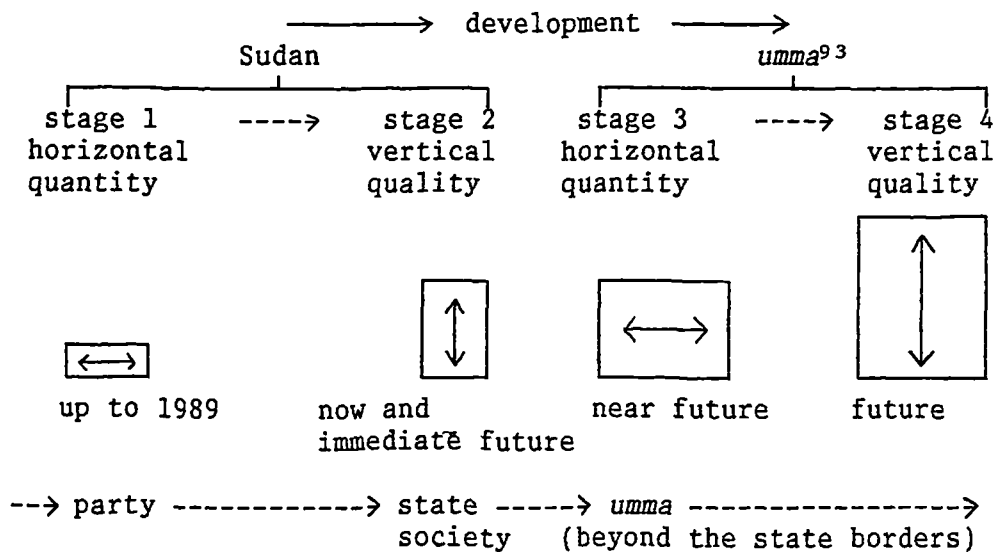 development
Sudan umma93
stage 1 stage 2 stage 3 stage 4
horizontal vertical horizontal vertical
quantity quality quantity quality
up to 1989 now and near future future
immediate future
party state umma
society (beyond the state borders)